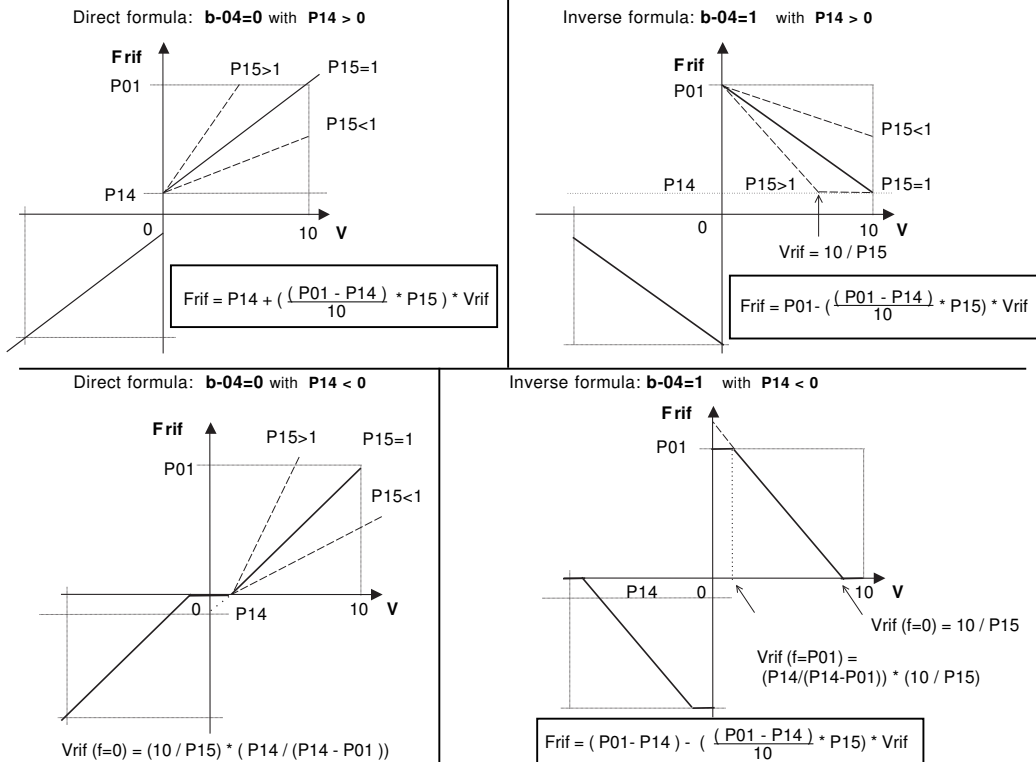 Direct formula: b-04=0 with P14 > 0
Frif
P01
P15>1
P15=1
P15<1
P14
0
10
V
Frif = P14 + ( ( P01 - P14 ) / 10 * P15 ) * Vrif
Inverse formula: b-04=1 with P14 > 0
Frif
P01
P15<1
P14
P15>1
P15=1
0
10
V
Vrif = 10 / P15
Frif = P01- ( ( P01 - P14 ) / 10 * P15) * Vrif
Direct formula: b-04=0 with P14 < 0
Frif
P15>1
P15=1
P01
P15<1
0
P14
10
V
Vrif (f=0) = (10 / P15) * ( P14 / (P14 - P01 ))
Inverse formula: b-04=1 with P14 < 0
Frif
P01
P14
0
10
V
Vrif (f=0) = 10 / P15
Vrif (f=P01) =
(P14/(P14-P01)) * (10 / P15)
Frif = ( P01- P14 ) - ( ( P01 - P14 ) / 10 * P15) * Vrif